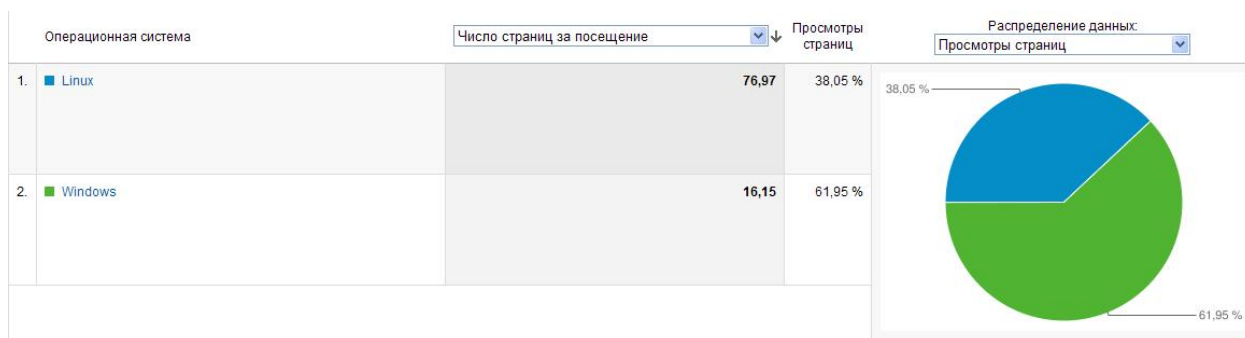 Операционная система
Число страниц за посещение
Просмотры
страниц
Распределение данных:
Просмотры страниц
1. Linux 76,97 38,05 %
2. Windows 16,15 61,95 %
38,05 %
61,95 %